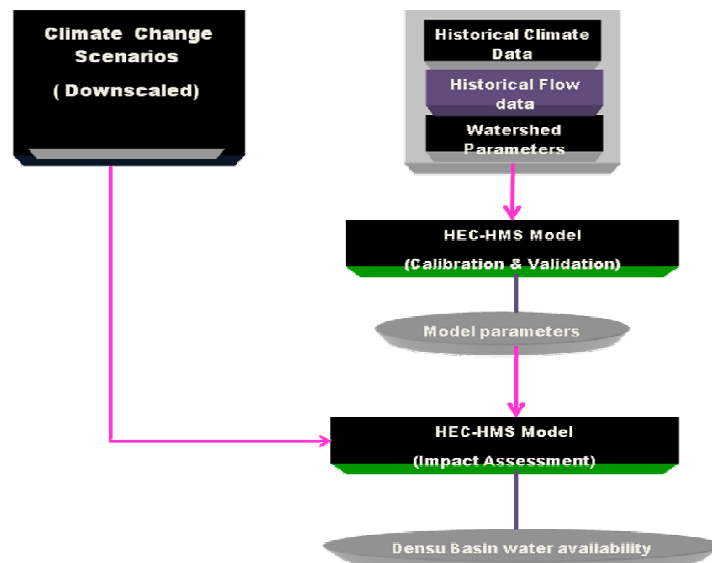 Climate Change
Scenarios
( Downscaled)
Historical Climate
Data
Historical Flow
data
Watershed
Parameters
HEC-HMS Model
(Calibration & Validation)
Model parameters
HEC-HMS Model
(Impact Assessment)
Densu Basin water availability